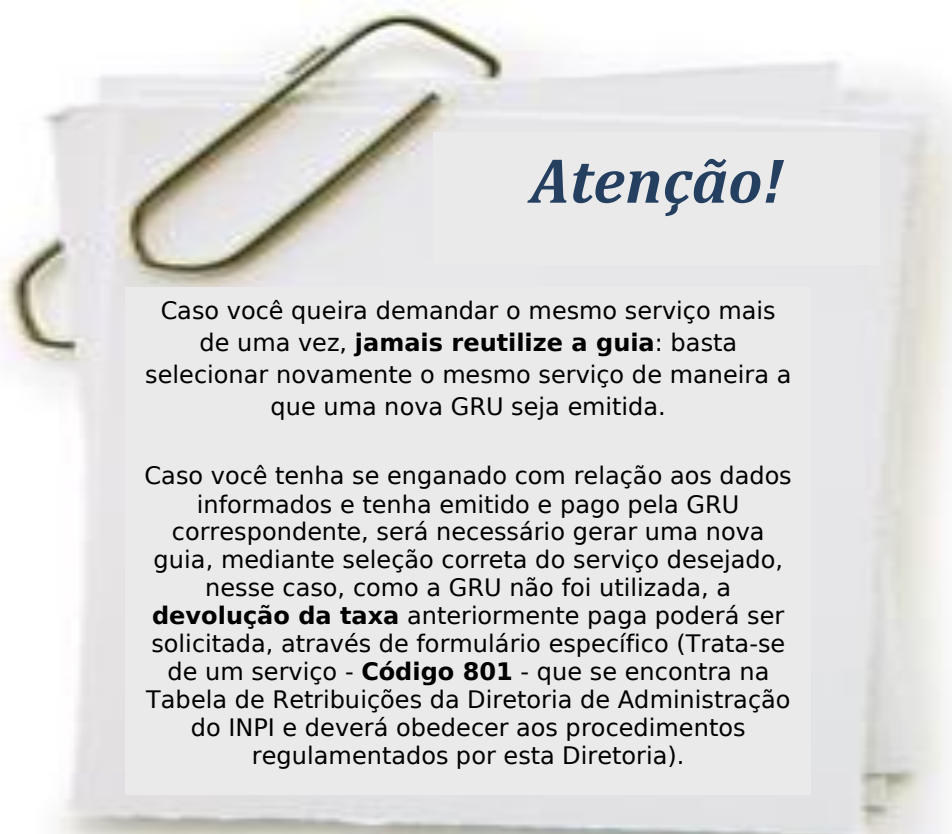 Atenção!
Caso você queira demandar o mesmo serviço mais
de uma vez, jamais reutilize a guia: basta
selecionar novamente o mesmo serviço de maneira a
que uma nova GRU seja emitida.
Caso você tenha se enganado com relação aos dados
informados e tenha emitido e pago pela GRU
correspondente, será necessário gerar uma nova
guia, mediante seleção correta do serviço desejado,
nesse caso, como a GRU não foi utilizada, a
devolução da taxa anteriormente paga poderá ser
solicitada, através de formulário específico (Trata-se
de um serviço - Código 801 - que se encontra na
Tabela de Retribuições da Diretoria de Administração
do INPI e deverá obedecer aos procedimentos
regulamentados por esta Diretoria).